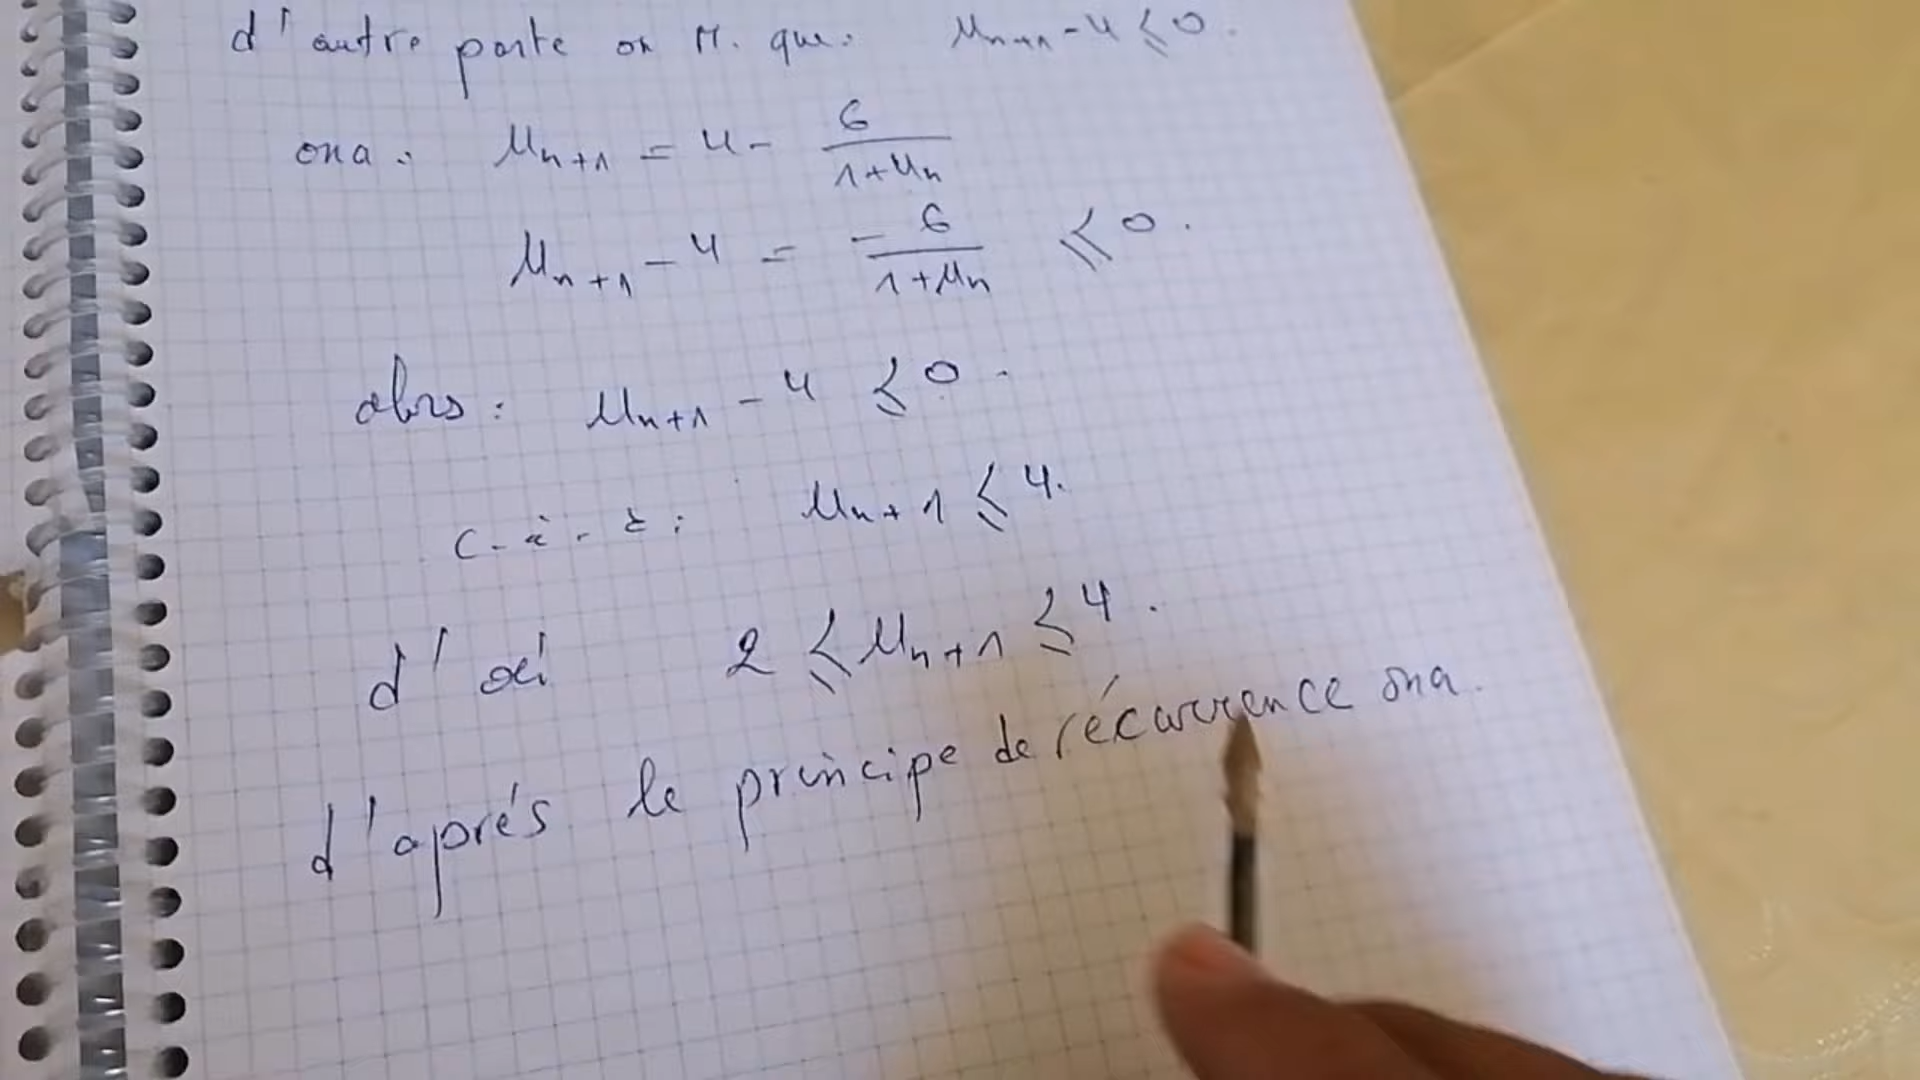 d'autre parte on M. que: Un+1 - 4 ⩽ 0.
ona: Un+1 = 4 - 6/(1+Un)
Un+1 - 4 = -6/(1+Un) ⩽ 0.
alors: Un+1 - 4 ⩽ 0.
c-à-d: Un+1 ⩽ 4.
d'où 2 ⩽ Un+1 ⩽ 4.
d'aprés le principe de récurrence ona.